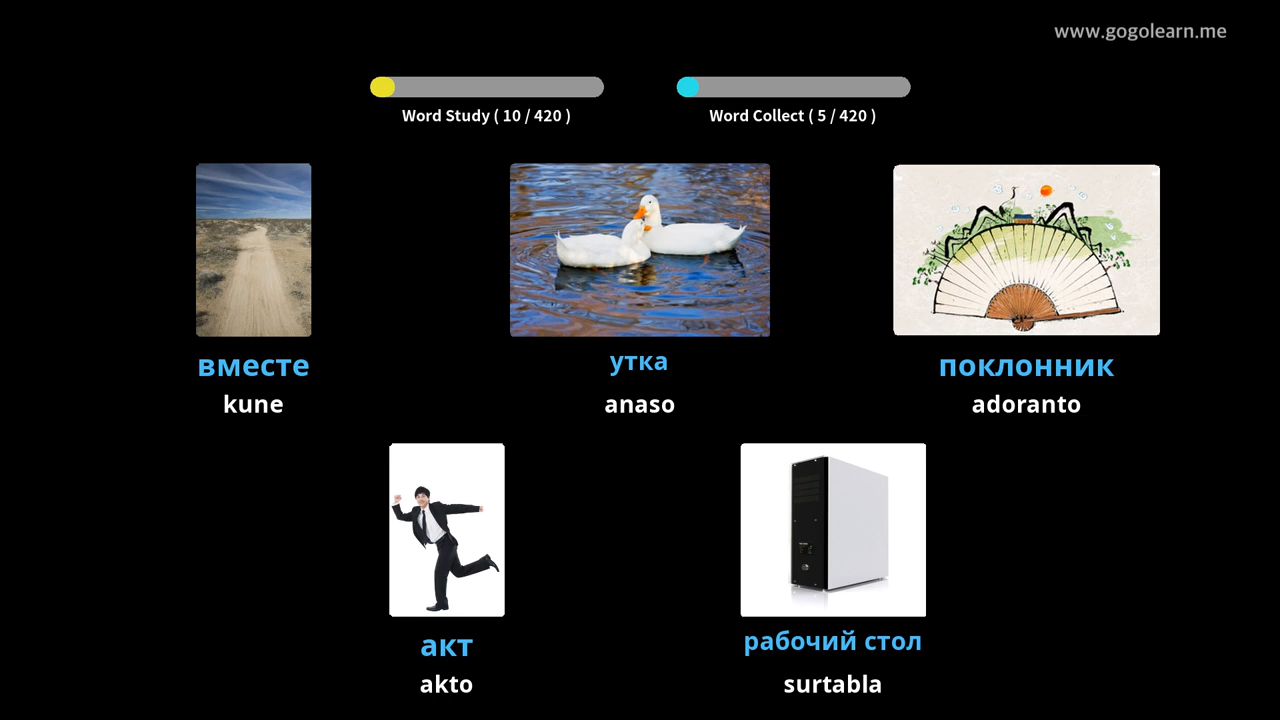 www.gogolearn.me
Word Study ( 10 / 420 )
Word Collect ( 5 / 420 )
вместе
kune
утка
anaso
поклонник
adoranto
акт
akto
рабочий стол
surtabla